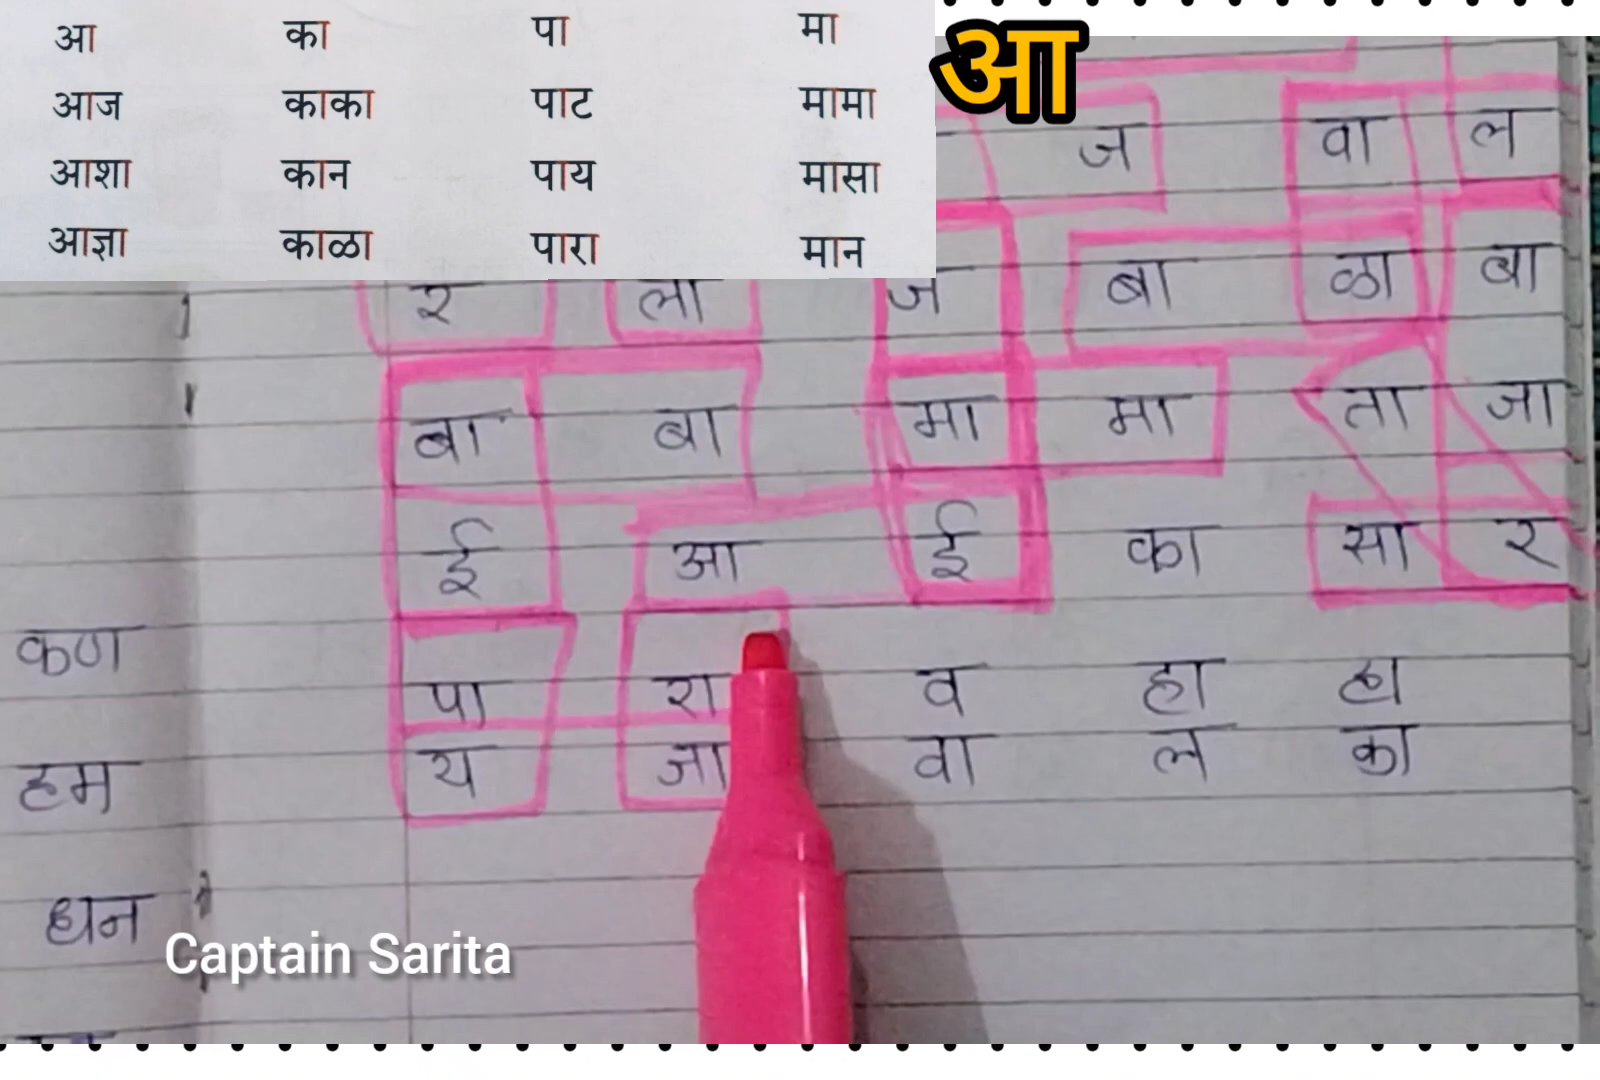 आ का पा मा
आज काका पाट मामा
आशा कान पाय मासा
आज्ञा काळा पारा मान
आ
ज वा ल
र ला ज बा ळा बा
बा बा मा मा ता जा
ई आ ई का सा र
कण
पा रा व हा
य जा वा ल का
हम
धन
Captain Sarita